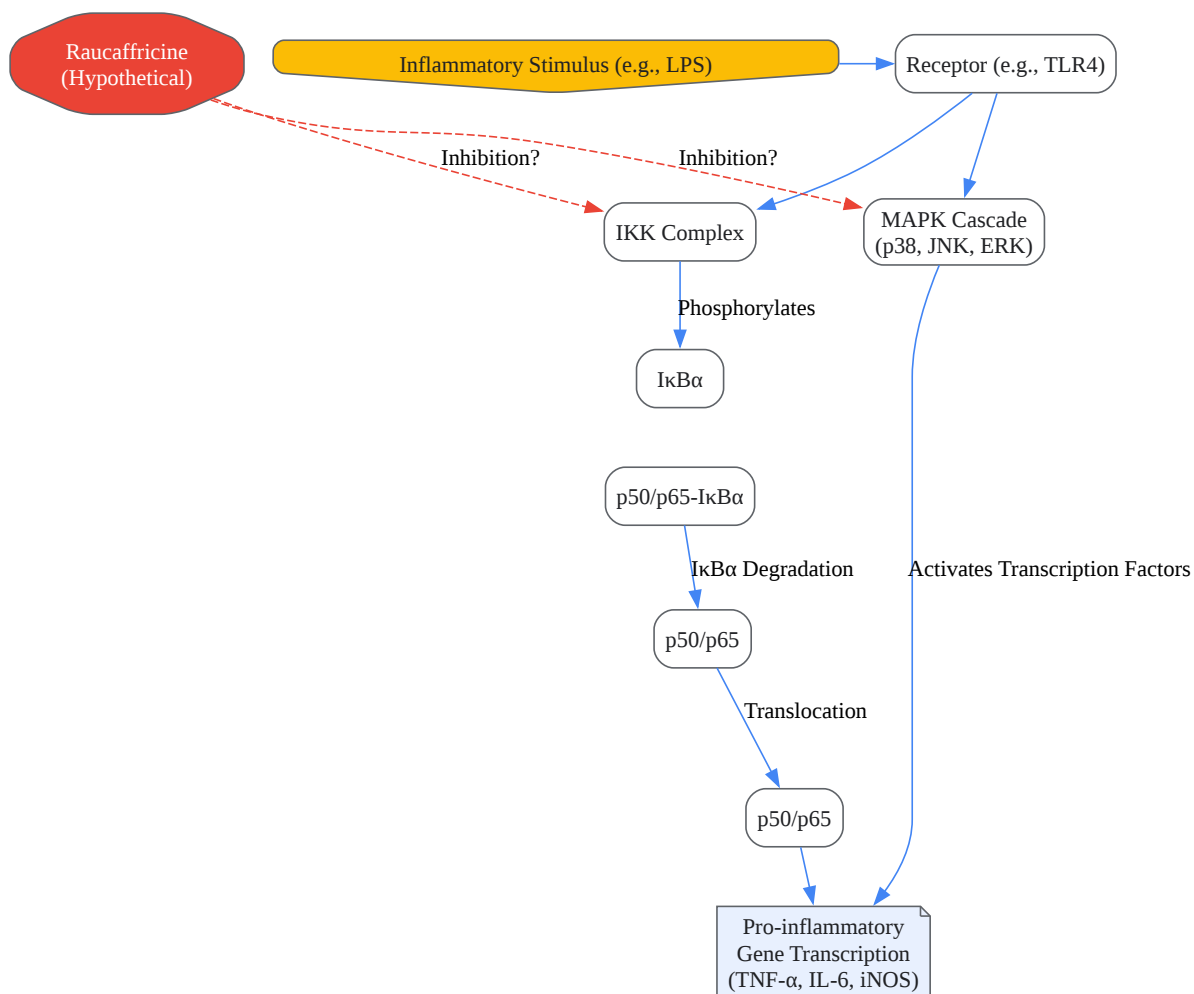 Raucaffricine
(Hypothetical)
Inflammatory Stimulus (e.g., LPS)
Receptor (e.g., TLR4)
Inhibition?
Inhibition?
IKK Complex
MAPK Cascade
(p38, JNK, ERK)
Phosphorylates
IκBα
p50/p65-IκBα
IκBα Degradation
Activates Transcription Factors
p50/p65
Translocation
p50/p65
Pro-inflammatory
Gene Transcription
(TNF-α, IL-6, iNOS)